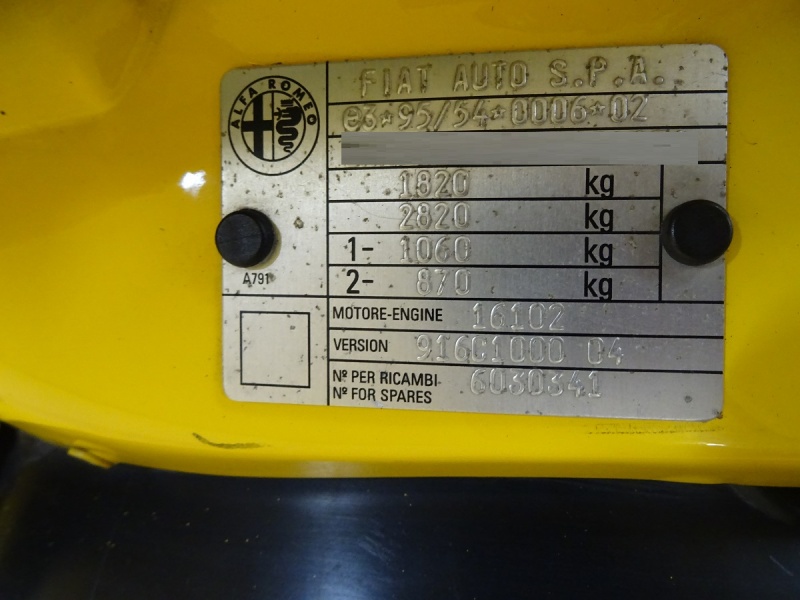 FIAT AUTO S.P.A.
ALFA ROMEO
e3*95/54*0006*02
1820 kg
2820 kg
1- 1060 kg
2- 870 kg
A791
MOTORE-ENGINE 16102
VERSION 916C1000 04
Nº PER RICAMBI
Nº FOR SPARES 6030341